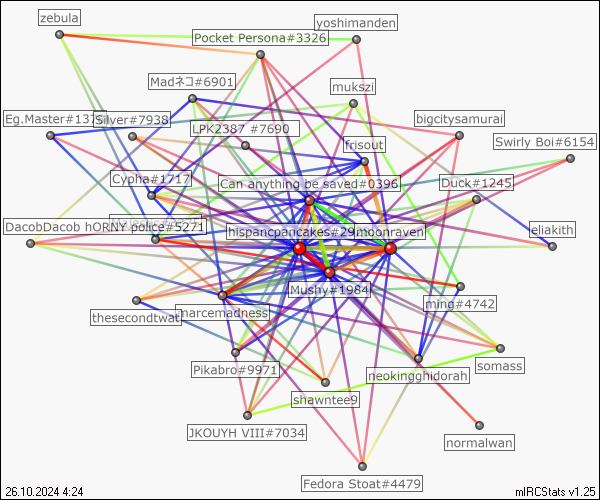 zebula
yoshimanden
Pocket Persona#3326
Madネコ#6901
mukszi
Eg.Master#137
Silver#7938
LPK2387 #7690
bigcitysamurai
frisout
Swirly Boi#6154
Cypha#1717
Can anything be saved#0396
Duck#1245
DacobDacob hORNY police#5271
hispancpancakes#29
moonraven
eliakith
Mushy#1984
ming#4742
thesecondtwat
marcemadness
Pikabro#9971
neokingghidorah
somass
shawntee9
JKOUYH VIII#7034
normalwan
Fedora Stoat#4479
26.10.2024 4:24
mIRCStats v1.25